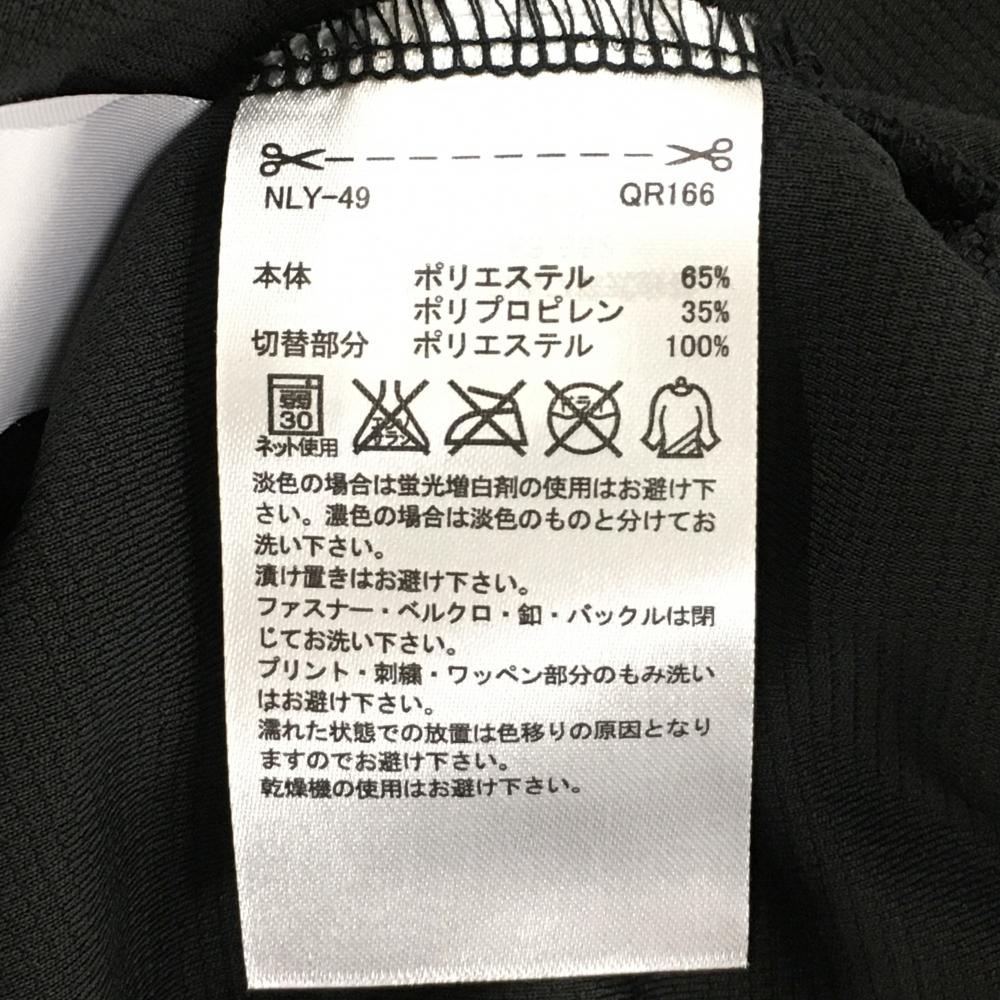 NLY-49 QR166
本体 ポリエステル 65%
ポリプロピレン 35%
切替部分 ポリエステル 100%
弱 エンソ サラシ ドライ
30
ネット使用
淡色の場合は蛍光増白剤の使用はお避け下
さい。濃色の場合は淡色のものと分けてお
洗い下さい。
漬け置きはお避け下さい。
ファスナー・ベルクロ・釦・バックルは閉
じてお洗い下さい。
プリント・刺繍・ワッペン部分のもみ洗い
はお避け下さい。
濡れた状態での放置は色移りの原因となり
ますのでお避け下さい。
乾燥機の使用はお避け下さい。